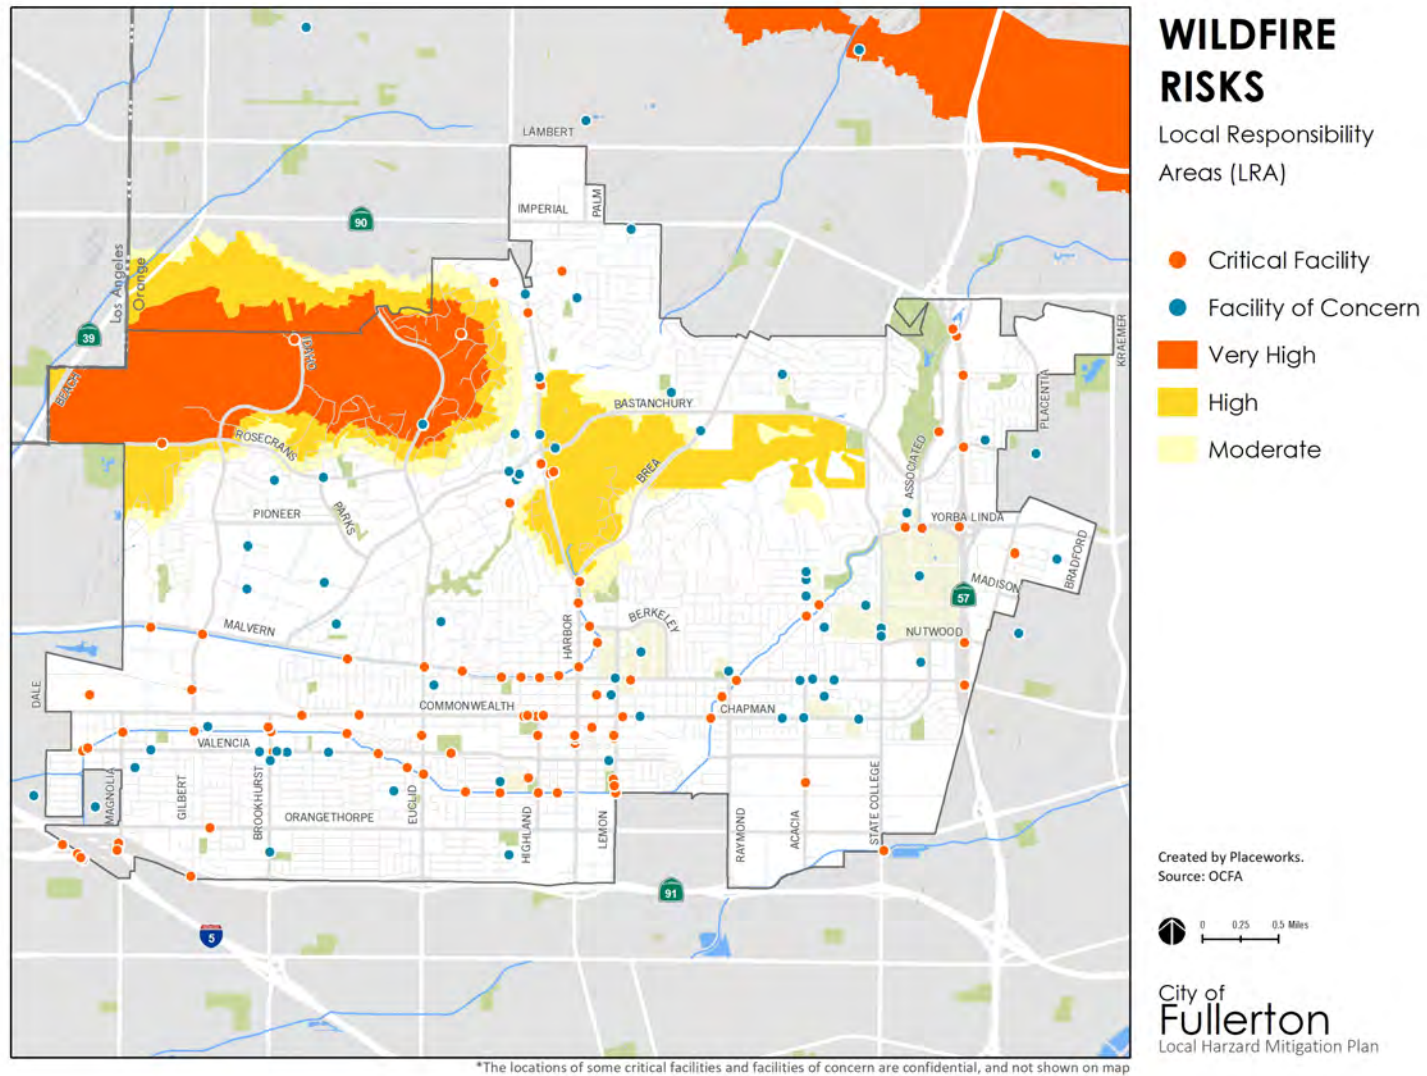 WILDFIRE
RISKS
Local Responsibility
Areas (LRA)
Critical Facility
Facility of Concern
Very High
High
Moderate
LAMBERT
IMPERIAL
PALM
90
Los Angeles
Orange
39
BEACH
IDAHO
KRAEMER
PLACENTIA
BASTANCHURY
ROSECRANS
BREA
ASSOCIATED
PIONEER
PARKS
YORBA LINDA
BRADFORD
MADISON
57
MALVERN
HARBOR
BERKELEY
NUTWOOD
DALE
COMMONWEALTH
CHAPMAN
VALENCIA
MAGNOLIA
GILBERT
BROOKHURST
ORANGETHORPE
EUCLID
HIGHLAND
LEMON
RAYMOND
ACACIA
STATE COLLEGE
91
5
Created by Placeworks.
Source: OCFA
0 0.25 0.5 Miles
City of
Fullerton
Local Harzard Mitigation Plan
*The locations of some critical facilities and facilities of concern are confidential, and not shown on map